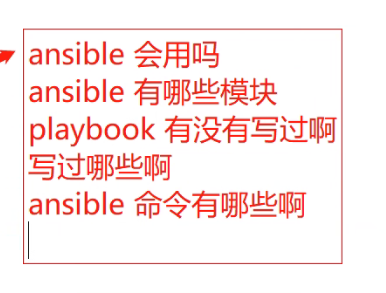 ansible 会用吗
ansible 有哪些模块
playbook 有没有写过啊
写过哪些啊
ansible 命令有哪些啊